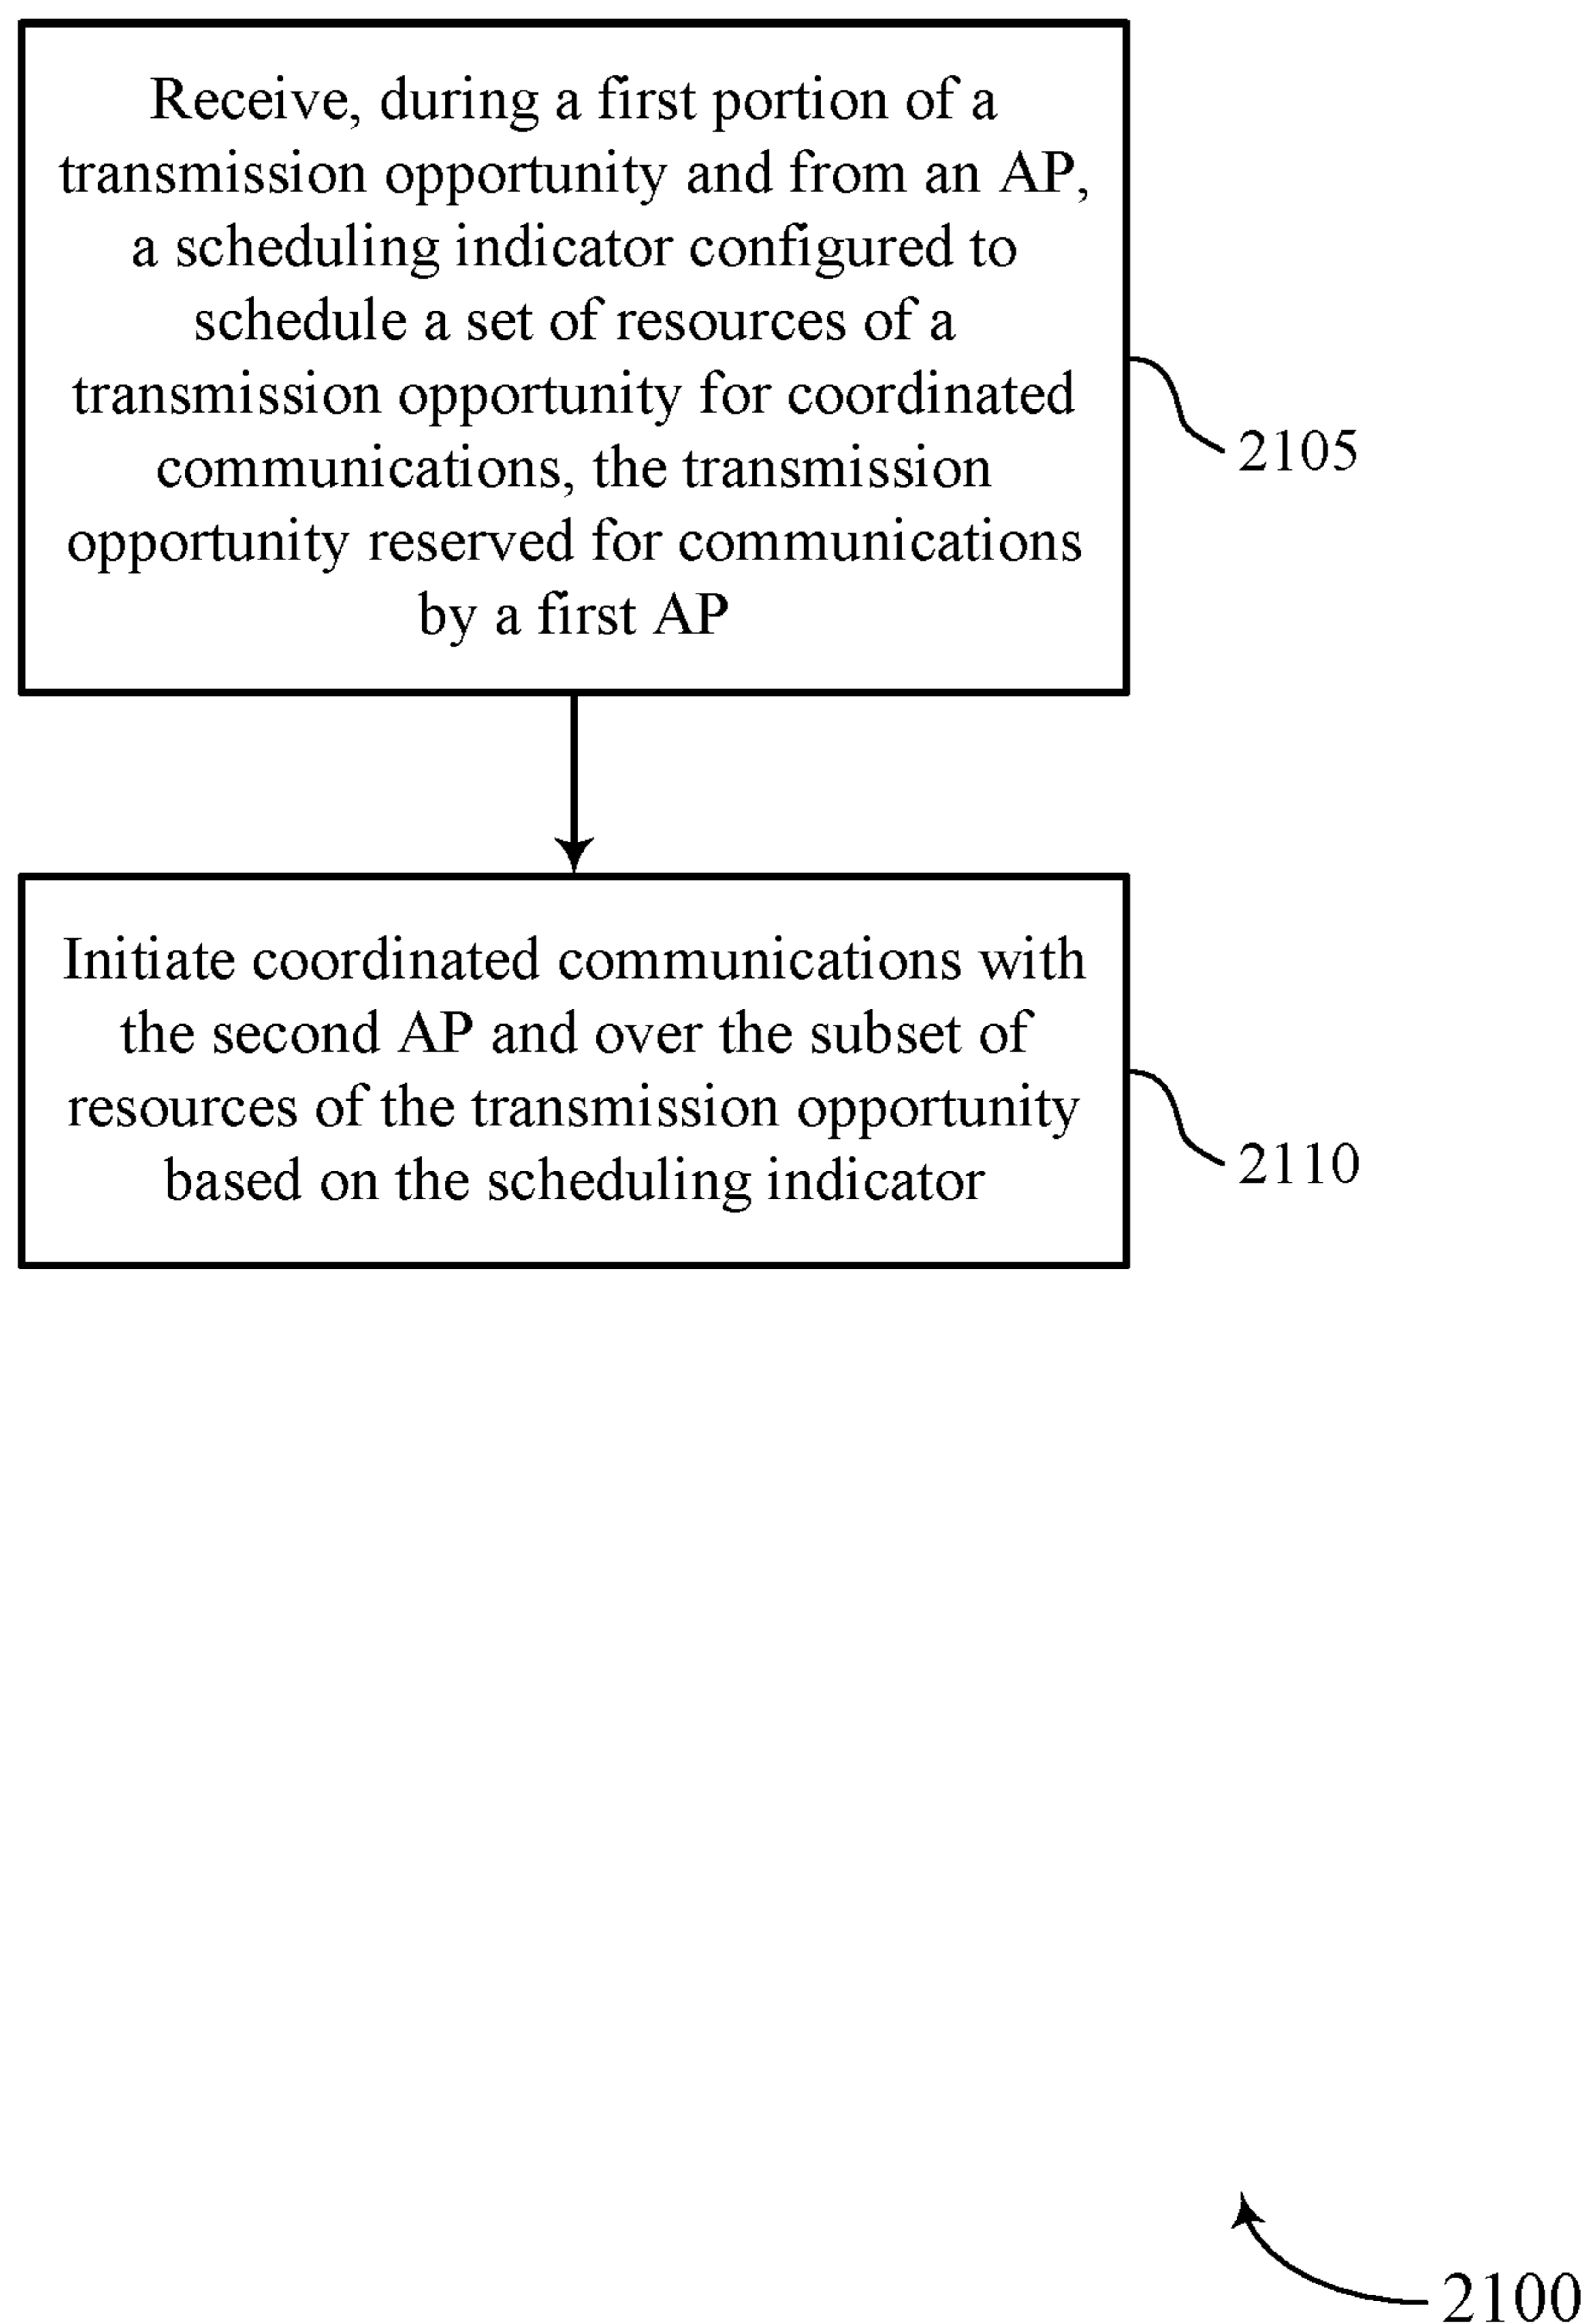 Receive, during a first portion of a
transmission opportunity and from an AP,
a scheduling indicator configured to
schedule a set of resources of a
transmission opportunity for coordinated
communications, the transmission
opportunity reserved for communications
by a first AP
2105
Initiate coordinated communications with
the second AP and over the subset of
resources of the transmission opportunity
based on the scheduling indicator
2110
2100